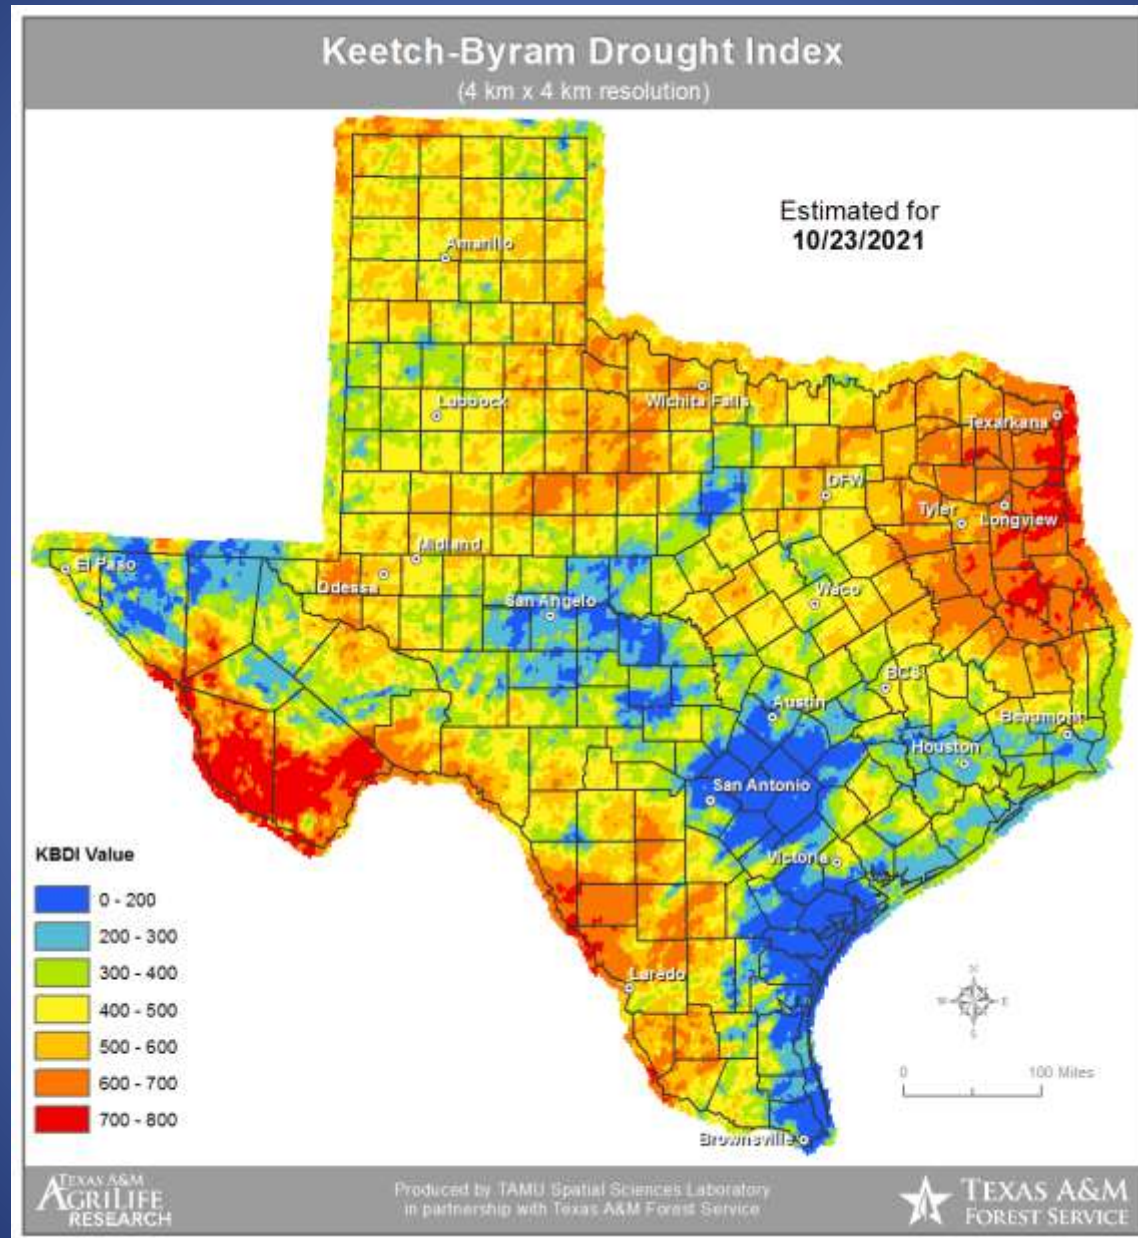 Keetch-Byram Drought Index
(4 km x 4 km resolution)
Estimated for
10/23/2021
Amarillo
Lubbock
Wichita Falls
Texarkana
DFW
Tyler
Longview
Midland
El Paso
Odessa
San Angelo
Waco
BCS
Austin
Beaumont
Houston
San Antonio
Victoria
Laredo
Brownsville
KBDI Value
0 - 200
200 - 300
300 - 400
400 - 500
500 - 600
600 - 700
700 - 800
N
W E
S
0 100 Miles
TEXAS A&M
AGRILIFE
RESEARCH
Produced by TAMU Spatial Sciences Laboratory
in partnership with Texas A&M Forest Service
TEXAS A&M
FOREST SERVICE